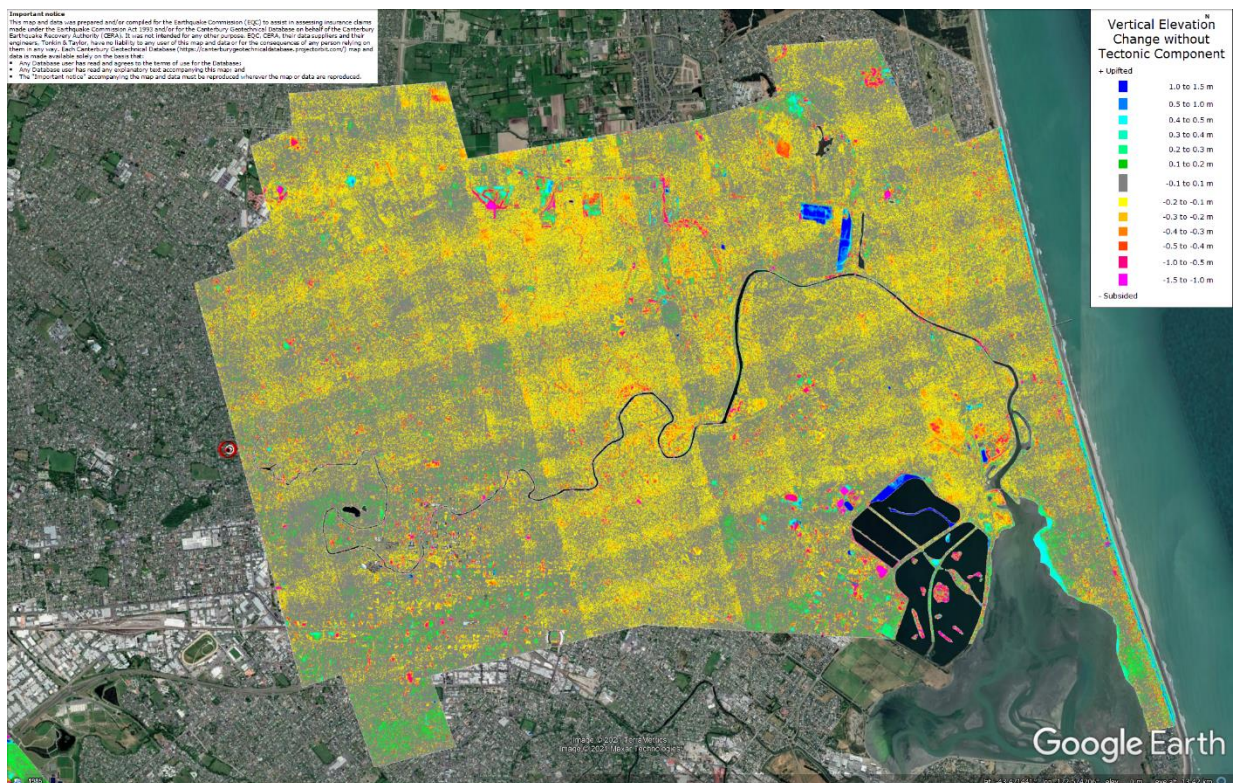 Important notice
This map and data was prepared and/or compiled for the Earthquake Commission (EQC) to assist in assessing insurance claims
made under the Earthquake Commission Act 1993 and/or for the Canterbury Geotechnical Database on behalf of the Canterbury
Earthquake Recovery Authority (CERA). It was not intended for any other purpose. EQC, CERA, their data suppliers and their
engineers, Tonkin & Taylor, have no liability to any user of this map and data or for the consequences of any person relying on
them in any way. Each Canterbury Geotechnical Database (https://canterburygeotechnicaldatabase.projectorbit.com/) map and
data is made available solely on the basis that:
• Any Database user has read and agrees to the terms of use for the Database;
• Any Database user has read any explanatory text accompanying this map; and
• The "Important notice" accompanying the map and data must be reproduced wherever the map or data are reproduced.
N
Vertical Elevation
Change without
Tectonic Component
+ Uplifted
1.0 to 1.5 m
0.5 to 1.0 m
0.4 to 0.5 m
0.3 to 0.4 m
0.2 to 0.3 m
0.1 to 0.2 m
-0.1 to 0.1 m
-0.2 to -0.1 m
-0.3 to -0.2 m
-0.4 to -0.3 m
-0.5 to -0.4 m
-1.0 to -0.5 m
-1.5 to -1.0 m
- Subsided
Image © 2021 TerraMetrics
Image © 2021 Maxar Technologies
Google Earth
1985